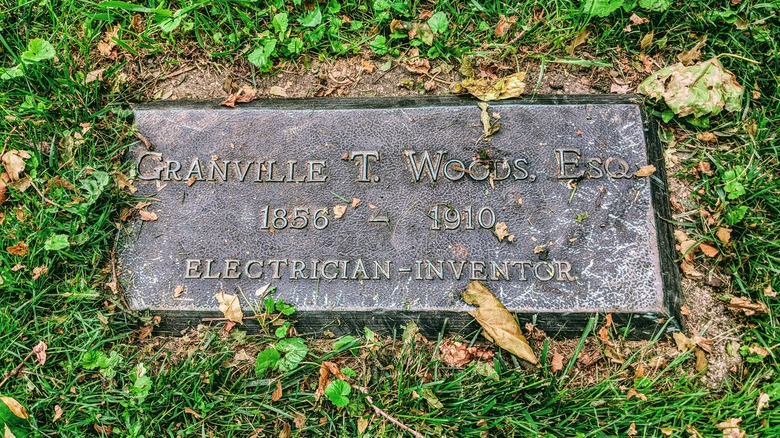 Granville T. Woods, Esq.
1856 – 1910
Electrician-Inventor